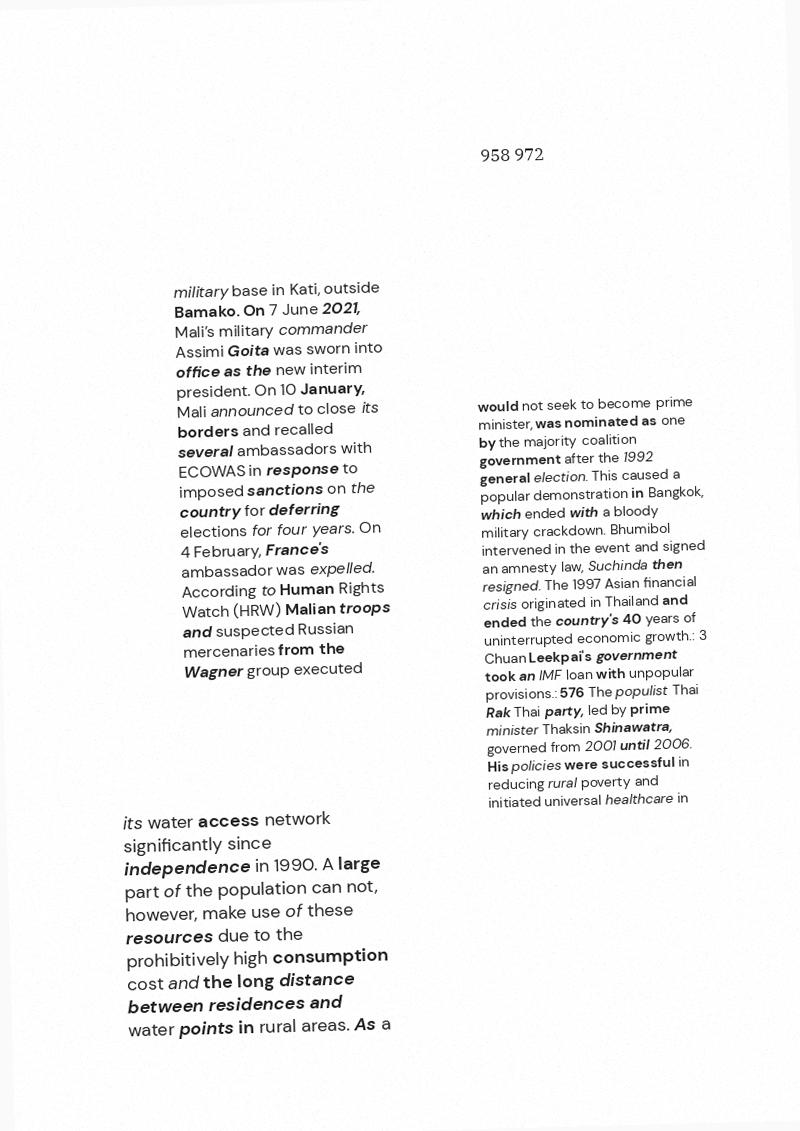 958 972
military base in Kati, outside
Bamako. On 7 June 2021,
Mali's military commander
Assimi Goita was sworn into
office as the new interim
president. On 10 January,
Mali announced to close its
borders and recalled
several ambassadors with
ECOWAS in response to
imposed sanctions on the
country for deferring
elections for four years. On
4 February, France's
ambassador was expelled.
According to Human Rights
Watch (HRW) Malian troops
and suspected Russian
mercenaries from the
Wagner group executed
its water access network
significantly since
independence in 1990. A large
part of the population can not,
however, make use of these
resources due to the
prohibitively high consumption
cost and the long distance
between residences and
water points in rural areas. As a
would not seek to become prime
minister, was nominated as one
by the majority coalition
government after the 1992
general election. This caused a
popular demonstration in Bangkok,
which ended with a bloody
military crackdown. Bhumibol
intervened in the event and signed
an amnesty law, Suchinda then
resigned. The 1997 Asian financial
crisis originated in Thailand and
ended the country's 40 years of
uninterrupted economic growth.: 3
Chuan Leekpai's government
took an IMF loan with unpopular
provisions.: 576 The populist Thai
Rak Thai party, led by prime
minister Thaksin Shinawatra,
governed from 2001 until 2006.
His policies were successful in
reducing rural poverty and
initiated universal healthcare in